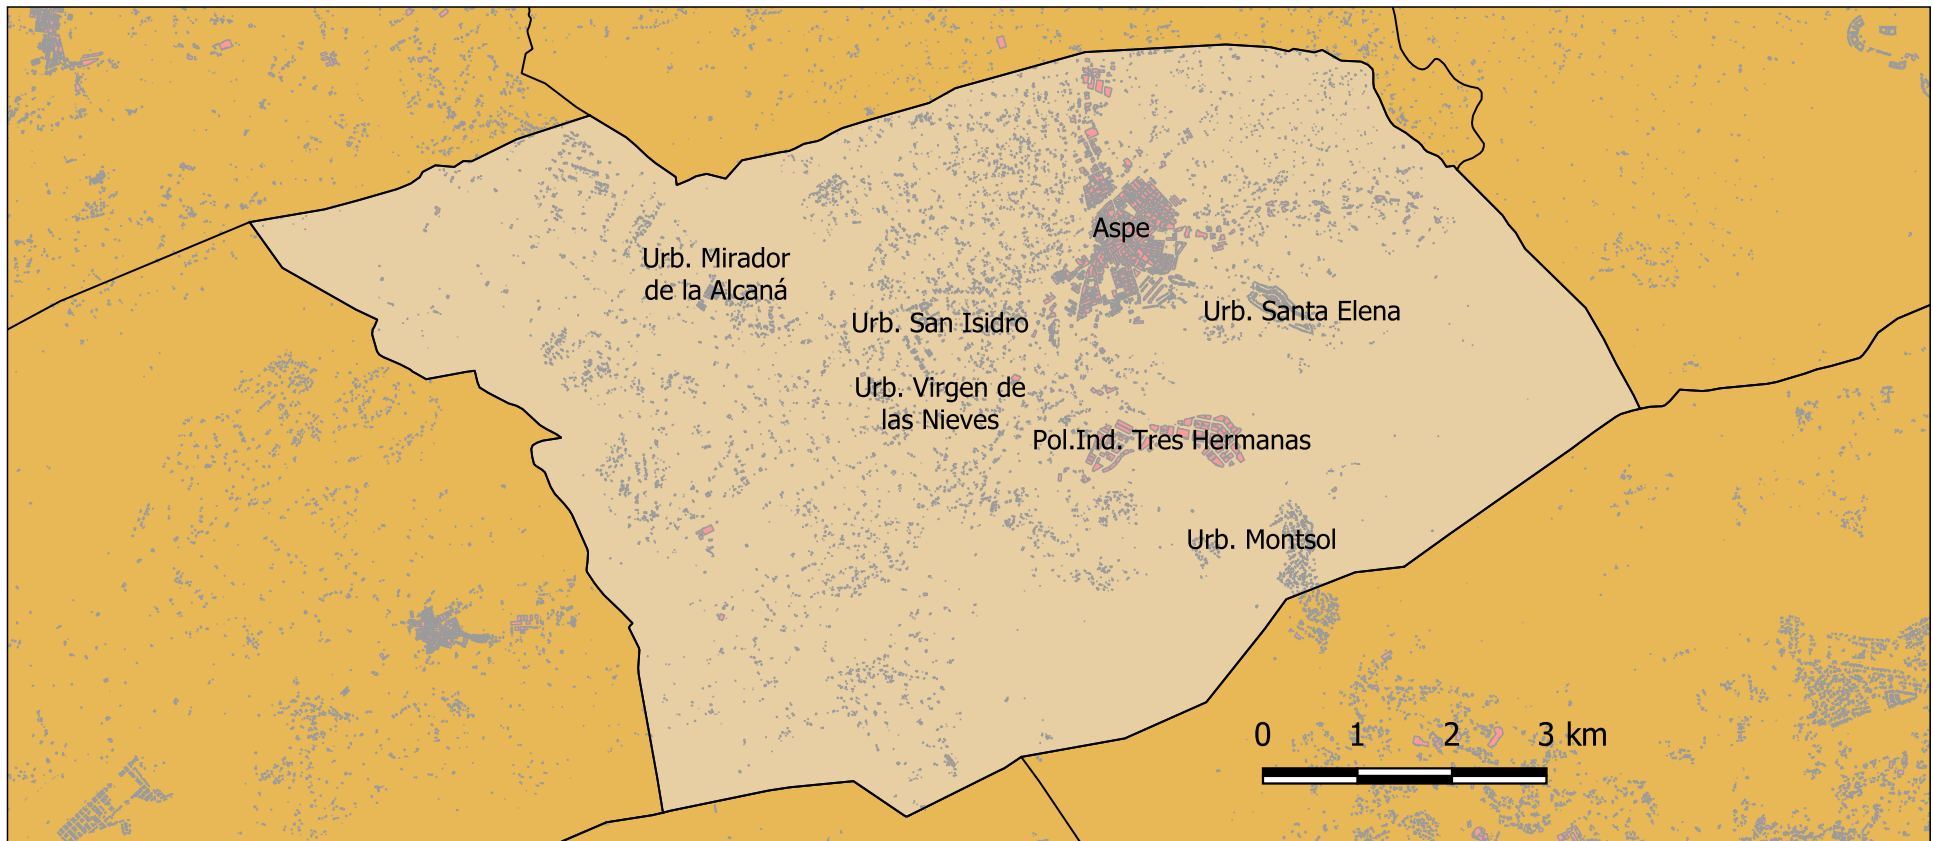 Aspe
Urb. Mirador
de la Alcaná
Urb. San Isidro
Urb. Santa Elena
Urb. Virgen de
las Nieves
Pol.Ind. Tres Hermanas
Urb. Montsol
0 1 2 3 km